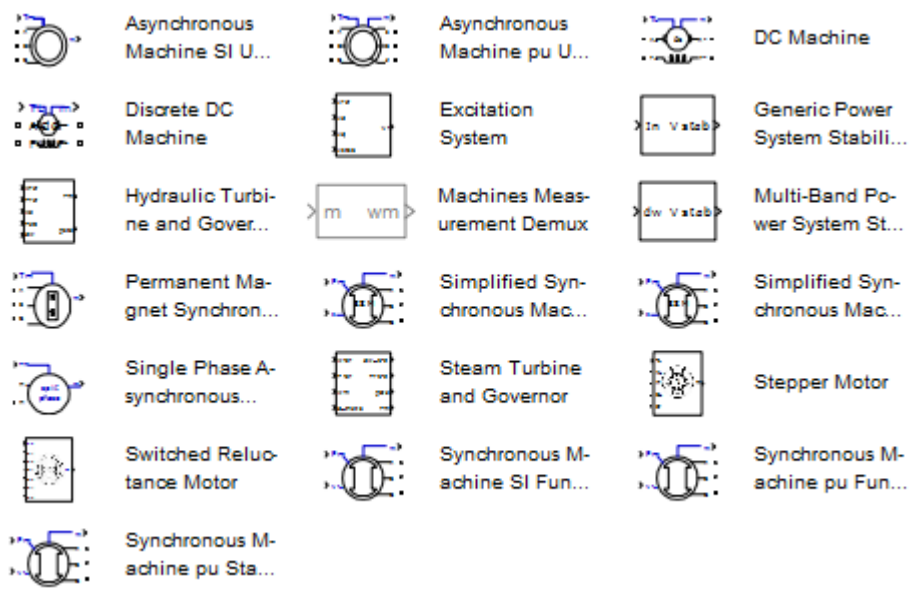 Asynchronous
Machine SI U...
Asynchronous
Machine pu U...
DC Machine
Discrete DC
Machine
Excitation
System
In Vstab
Generic Power
System Stabili...
Hydraulic Turbi-
ne and Gover...
m wm
Machines Meas-
urement Demux
dw Vstab
Multi-Band Po-
wer System St...
Permanent Ma-
gnet Synchron...
Simplified Syn-
chronous Mac...
Simplified Syn-
chronous Mac...
Single Phase A-
synchronous...
Steam Turbine
and Governor
Stepper Motor
Switched Reluc-
tance Motor
Synchronous M-
achine SI Fun...
Synchronous M-
achine pu Fun...
Synchronous M-
achine pu Sta...